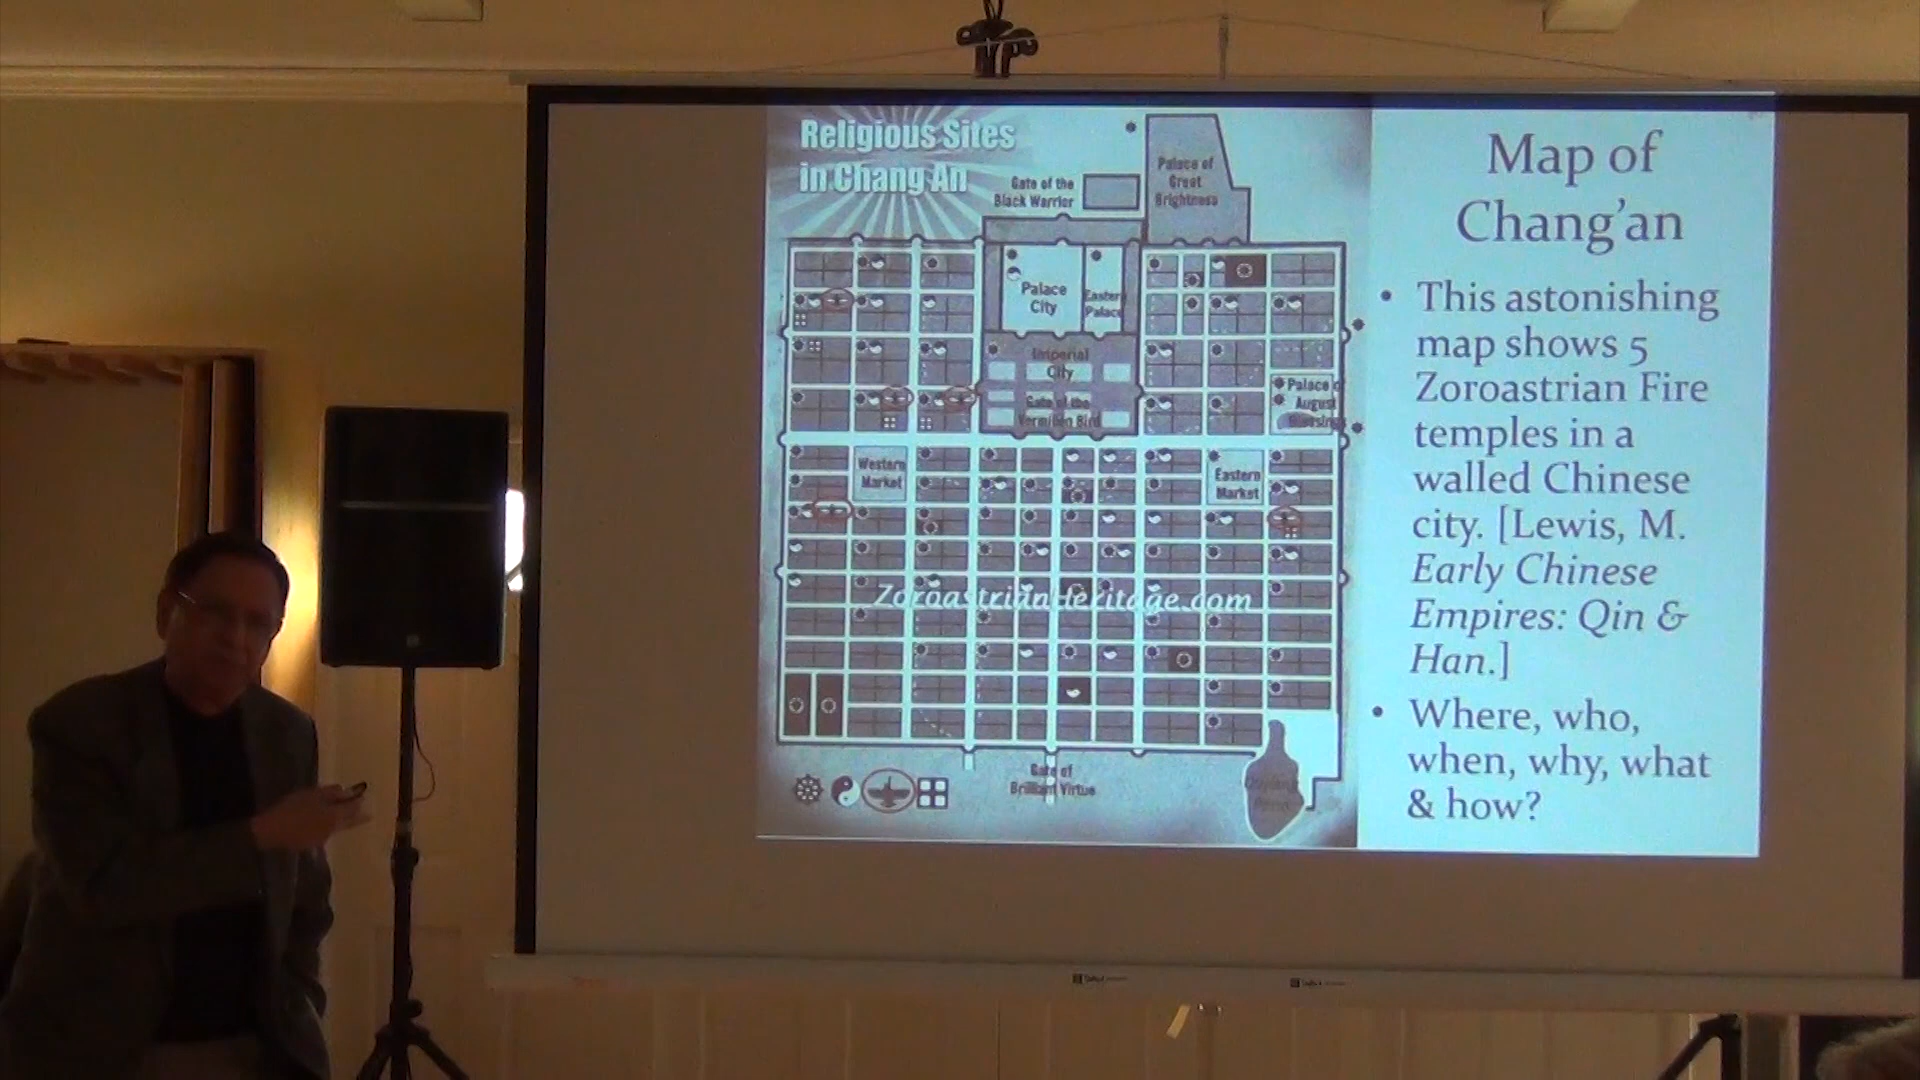 Religious Sites
in Chang An
Gate of the
Black Warrior
Palace of
Great
Brightness
Palace
City
Eastern
Palace
Imperial
City
Gate of the
Vermilion Bird
Palace of
August
Blessings
Western
Market
Eastern
Market
ZoroastrianHeritage.com
Gate of
Brilliant Virtue
Map of
Chang’an
• This astonishing
map shows 5
Zoroastrian Fire
temples in a
walled Chinese
city. [Lewis, M.
Early Chinese
Empires: Qin &
Han.]
• Where, who,
when, why, what
& how?